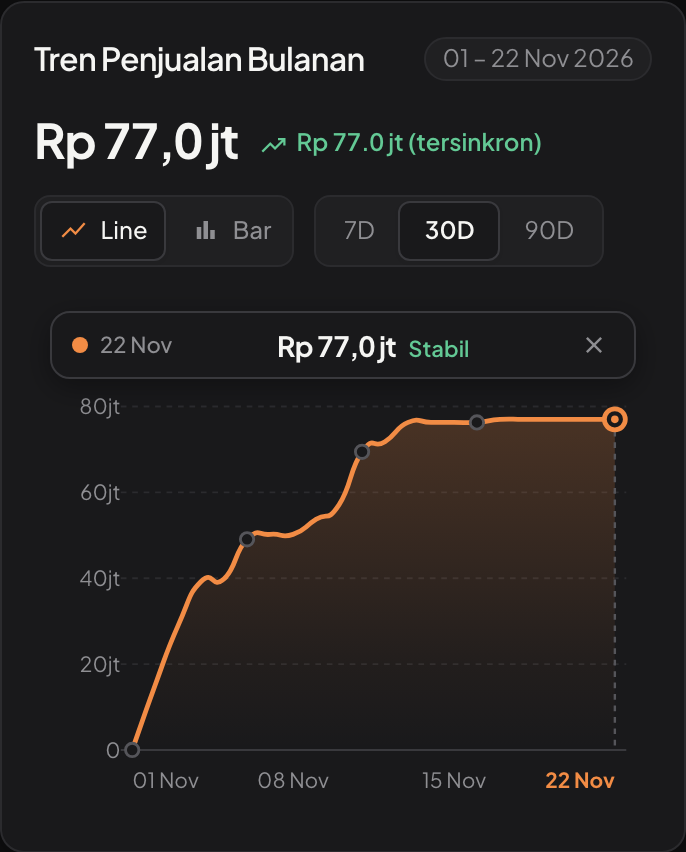 Tren Penjualan Bulanan
01 – 22 Nov 2026
Rp 77,0 jt
Rp 77.0 jt (tersinkron)
Line
Bar
7D
30D
90D
22 Nov
Rp 77,0 jt Stabil
80jt
60jt
40jt
20jt
0
01 Nov
08 Nov
15 Nov
22 Nov